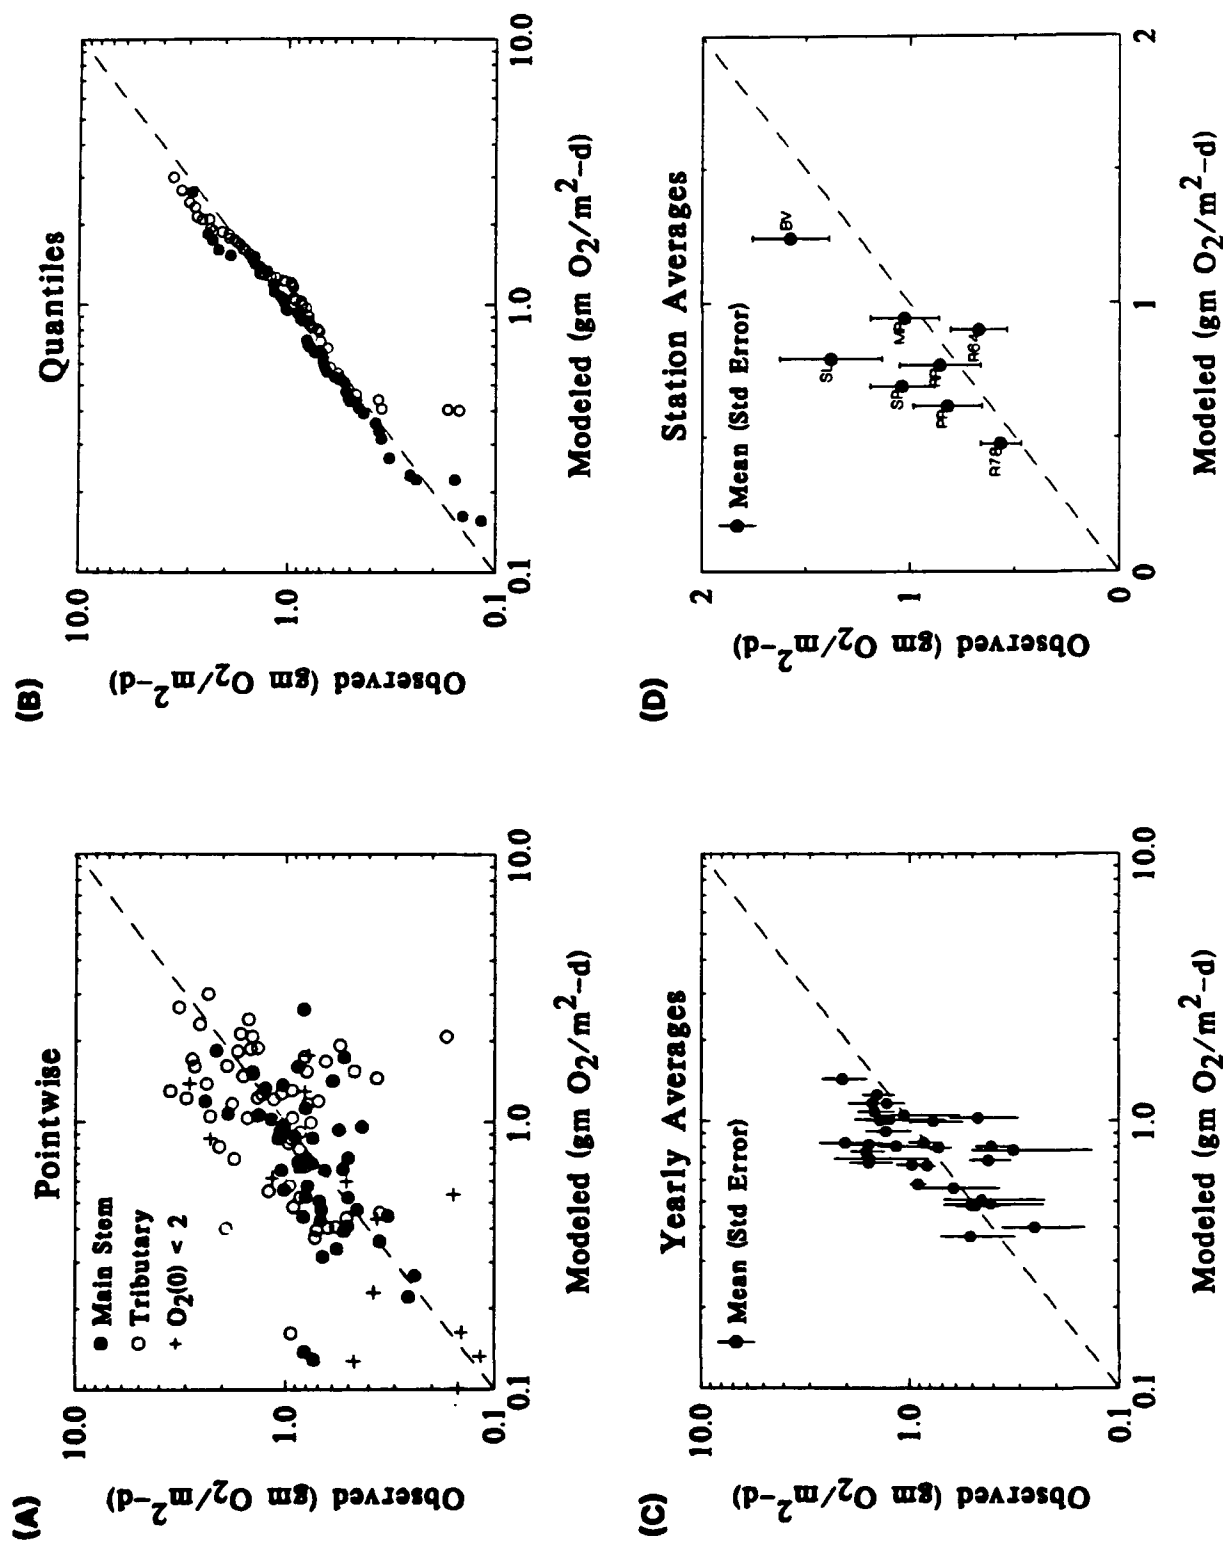 (A)
Pointwise
10.0
1.0
0.1
Observed (gm O2/m2-d)
● Main Stem
○ Tributary
+ O2(0) < 2
1.0
10.0
Modeled (gm O2/m2-d)
(B)
Quantiles
10.0
1.0
0.1
Observed (gm O2/m2-d)
0.1
1.0
10.0
Modeled (gm O2/m2-d)
(C)
Yearly Averages
10.0
1.0
0.1
Observed (gm O2/m2-d)
Mean (Std Error)
0.1
1.0
10.0
Modeled (gm O2/m2-d)
(D)
Station Averages
2
1
0
Observed (gm O2/m2-d)
Mean (Std Error)
BV
MP
R64
SL
RP
SP
PP
R78
0
1
2
Modeled (gm O2/m2-d)